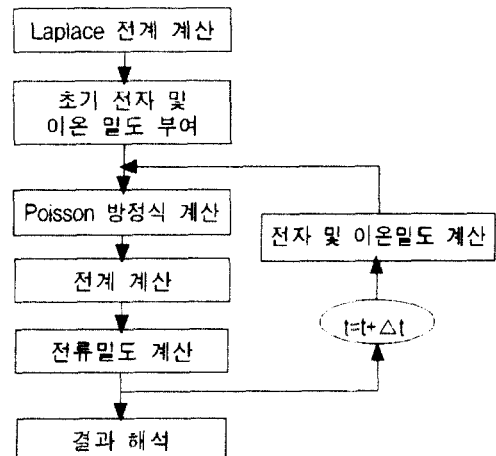 Laplace 전계 계산
초기 전자 및
이온 밀도 부여
Poisson 방정식 계산
전계 계산
전류밀도 계산
결과 해석
전자 및 이온밀도 계산
t=t+△t